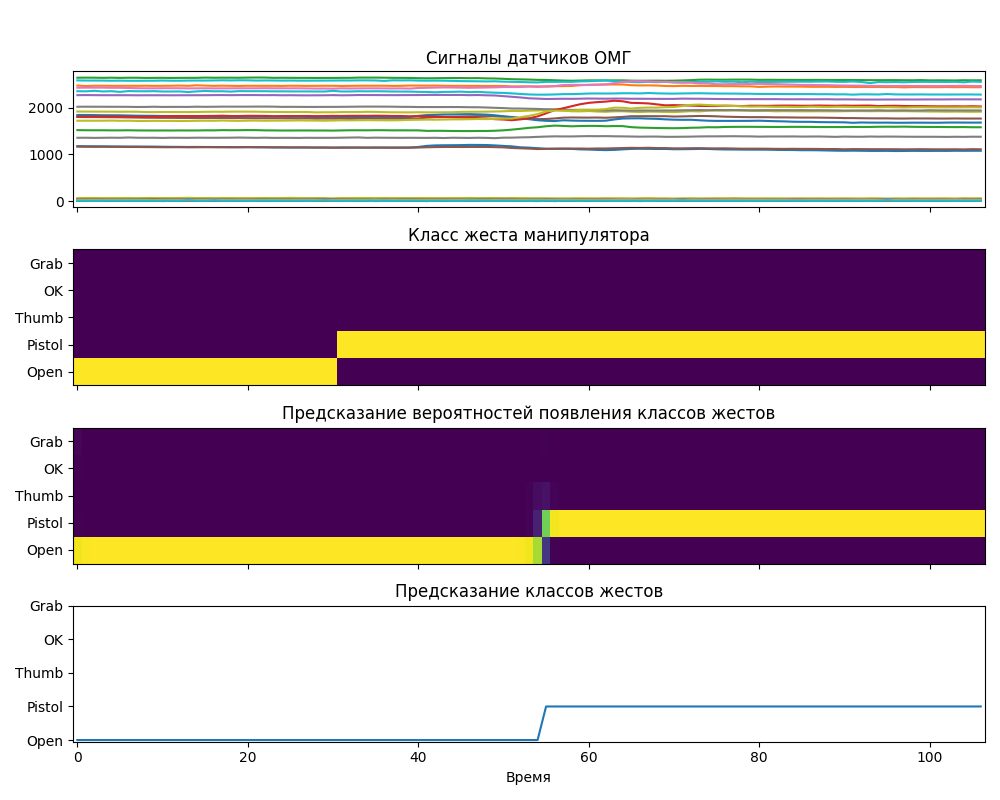 Сигналы датчиков ОМГ
2000
1000
0
Класс жеста манипулятора
Grab
OK
Thumb
Pistol
Open
Предсказание вероятностей появления классов жестов
Grab
OK
Thumb
Pistol
Open
Предсказание классов жестов
Grab
OK
Thumb
Pistol
Open
0 20 40 60 80 100
Время